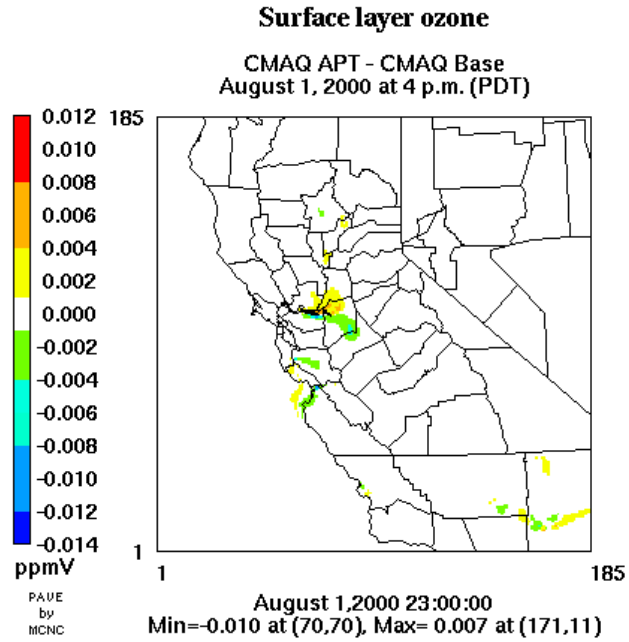 Surface layer ozone
CMAQ APT - CMAQ Base
August 1, 2000 at 4 p.m. (PDT)
0.012
0.010
0.008
0.006
0.004
0.002
0.000
-0.002
-0.004
-0.006
-0.008
-0.010
-0.012
-0.014
ppmV
PAVE
by
MCNC
185
1
1
185
August 1,2000 23:00:00
Min=-0.010 at (70,70), Max= 0.007 at (171,11)